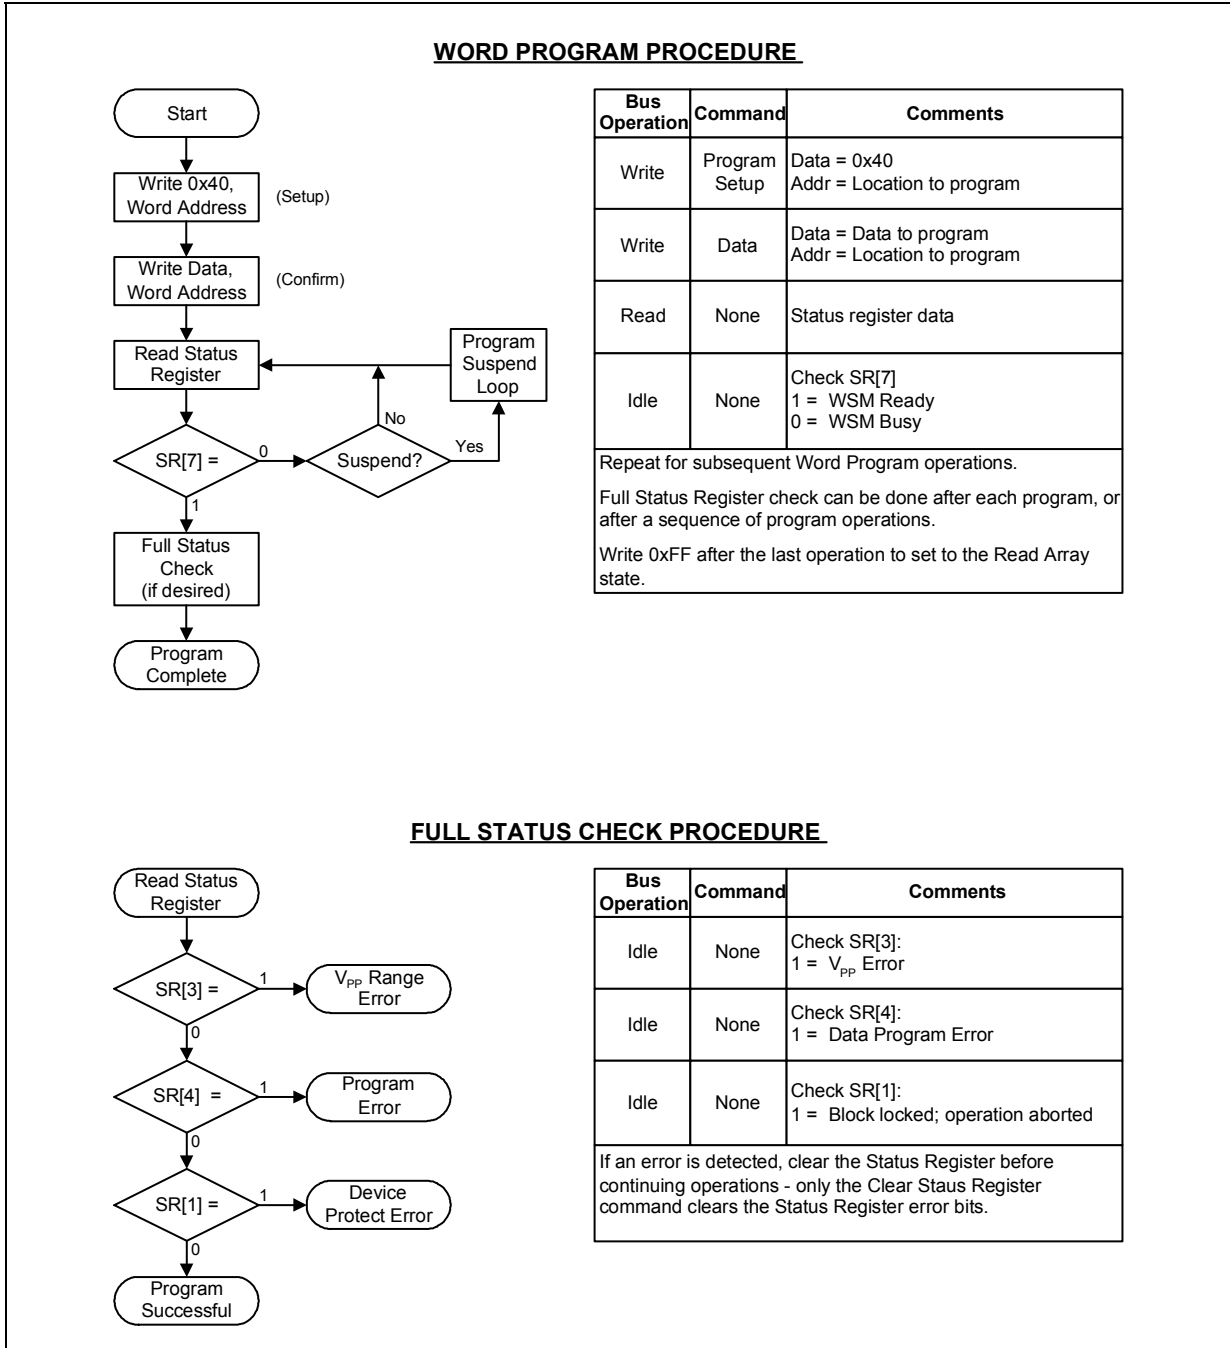 WORD PROGRAM PROCEDURE
Start
Write 0x40,
Word Address
(Setup)
Write Data,
Word Address
(Confirm)
Read Status
Register
Program
Suspend
Loop
No
SR[7] =
0
Suspend?
Yes
1
Full Status
Check
(if desired)
Program
Complete
Bus
Operation
Command
Comments
Write
Program
Setup
Data = 0x40
Addr = Location to program
Write
Data
Data = Data to program
Addr = Location to program
Read
None
Status register data
Idle
None
Check SR[7]
1 = WSM Ready
0 = WSM Busy
Repeat for subsequent Word Program operations.
Full Status Register check can be done after each program, or
after a sequence of program operations.
Write 0xFF after the last operation to set to the Read Array
state.
FULL STATUS CHECK PROCEDURE
Read Status
Register
SR[3] =
1
VPP Range
Error
0
SR[4] =
1
Program
Error
0
SR[1] =
1
Device
Protect Error
0
Program
Successful
Bus
Operation
Command
Comments
Idle
None
Check SR[3]:
1 = VPP Error
Idle
None
Check SR[4]:
1 = Data Program Error
Idle
None
Check SR[1]:
1 = Block locked; operation aborted
If an error is detected, clear the Status Register before
continuing operations - only the Clear Staus Register
command clears the Status Register error bits.